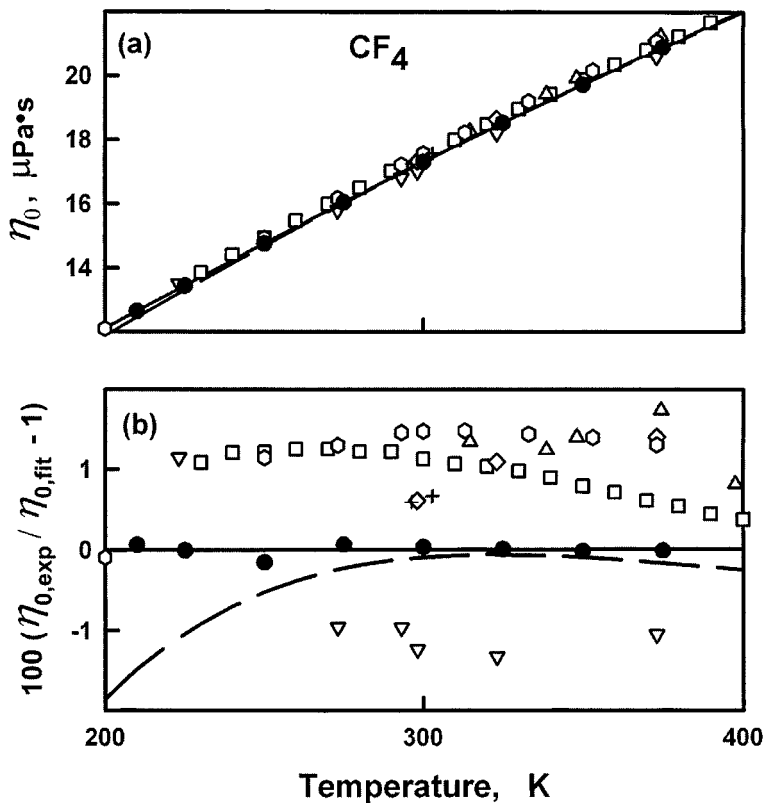 (a)
CF4
20
18
16
14
η0, μPa•s
300
400
(b)
1
0
-1
100 (η0,exp / η0,fit - 1)
200
300
400
Temperature, K